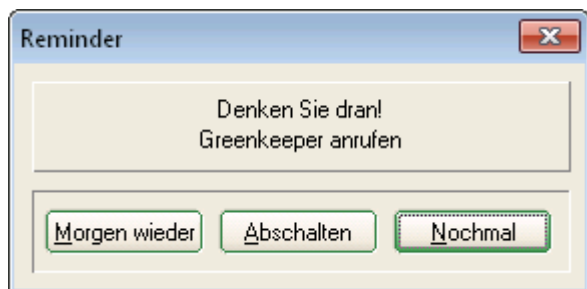 Reminder
Denken Sie dran!
Greenkeeper anrufen
Morgen wieder Abschalten Nochmal